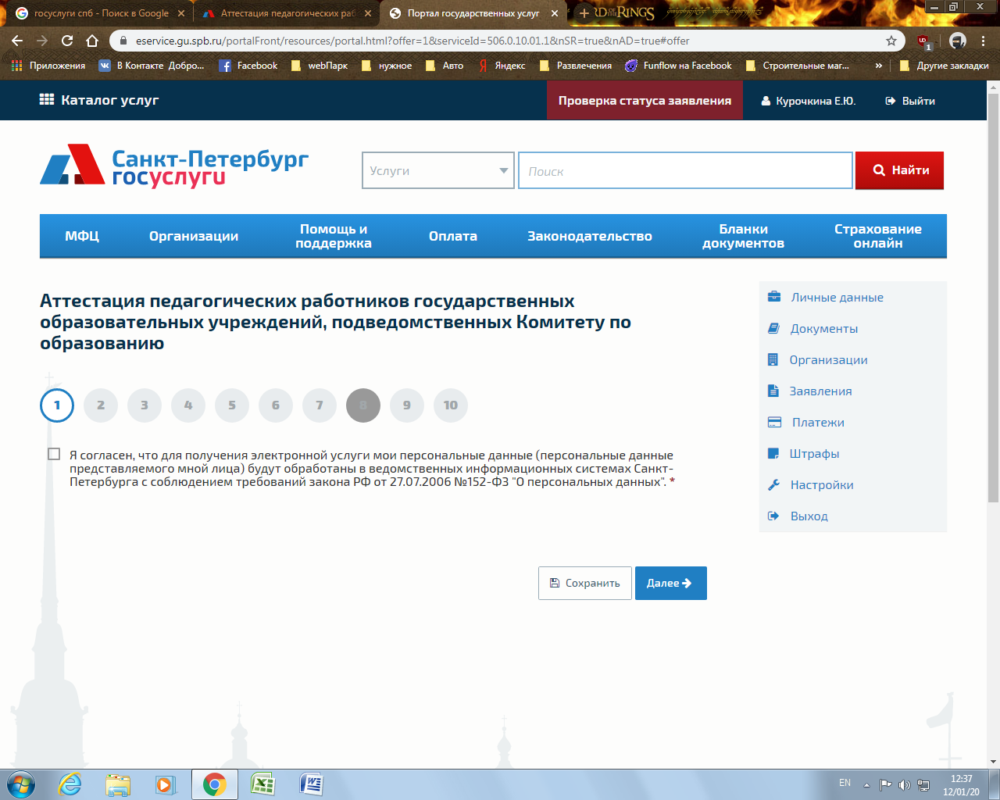 госуслуги спб - Поиск в Google
Аттестация педагогических раб
Портал государственных услуг
RD OF THE RINGS
eservice.gu.spb.ru/portalFront/resources/portal.html?offer=1&serviceId=506.0.10.01.1&nSR=true&nAD=true#offer
1
Приложения
В Контакте Добро...
Facebook
webПарк
нужное
Авто
Яндекс
Развлечения
Funflow на Facebook
Строительные маг...
»
Другие закладки
Каталог услуг
Проверка статуса заявления
Курочкина Е.Ю.
Выйти
Санкт-Петербург
госуслуги
Услуги
Поиск
Найти
МФЦ
Организации
Помощь и
поддержка
Оплата
Законодательство
Бланки
документов
Страхование
онлайн
Аттестация педагогических работников государственных
образовательных учреждений, подведомственных Комитету по
образованию
1 2 3 4 5 6 7 8 9 10
Я согласен, что для получения электронной услуги мои персональные данные (персональные данные
представляемого мной лица) будут обработаны в ведомственных информационных системах Санкт-
Петербурга с соблюдением требований закона РФ от 27.07.2006 №152-ФЗ "О персональных данных". *
Сохранить
Далее
Личные данные
Документы
Организации
Заявления
Платежи
Штрафы
Настройки
Выход
EN
12:37
12/01/20